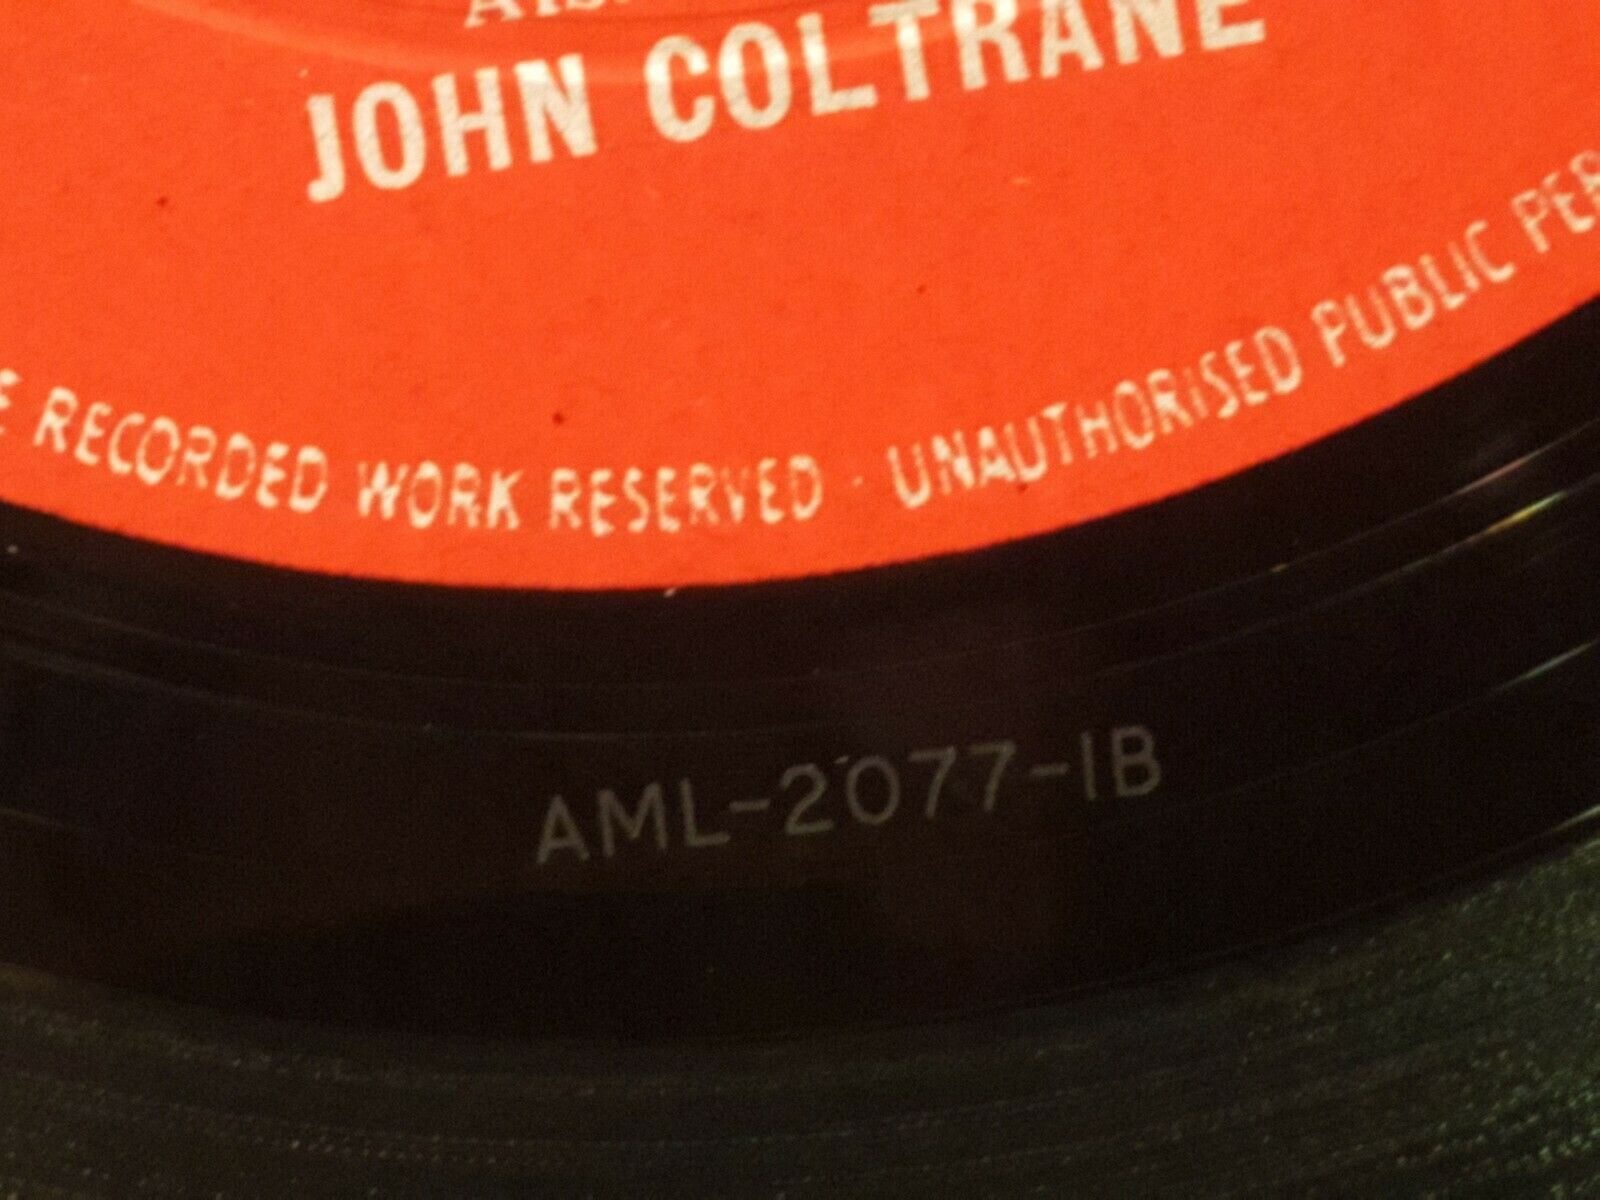 JOHN COLTRANE
RECORDED WORK RESERVED · UNAUTHORISED PUBLIC
AML-2077-1B